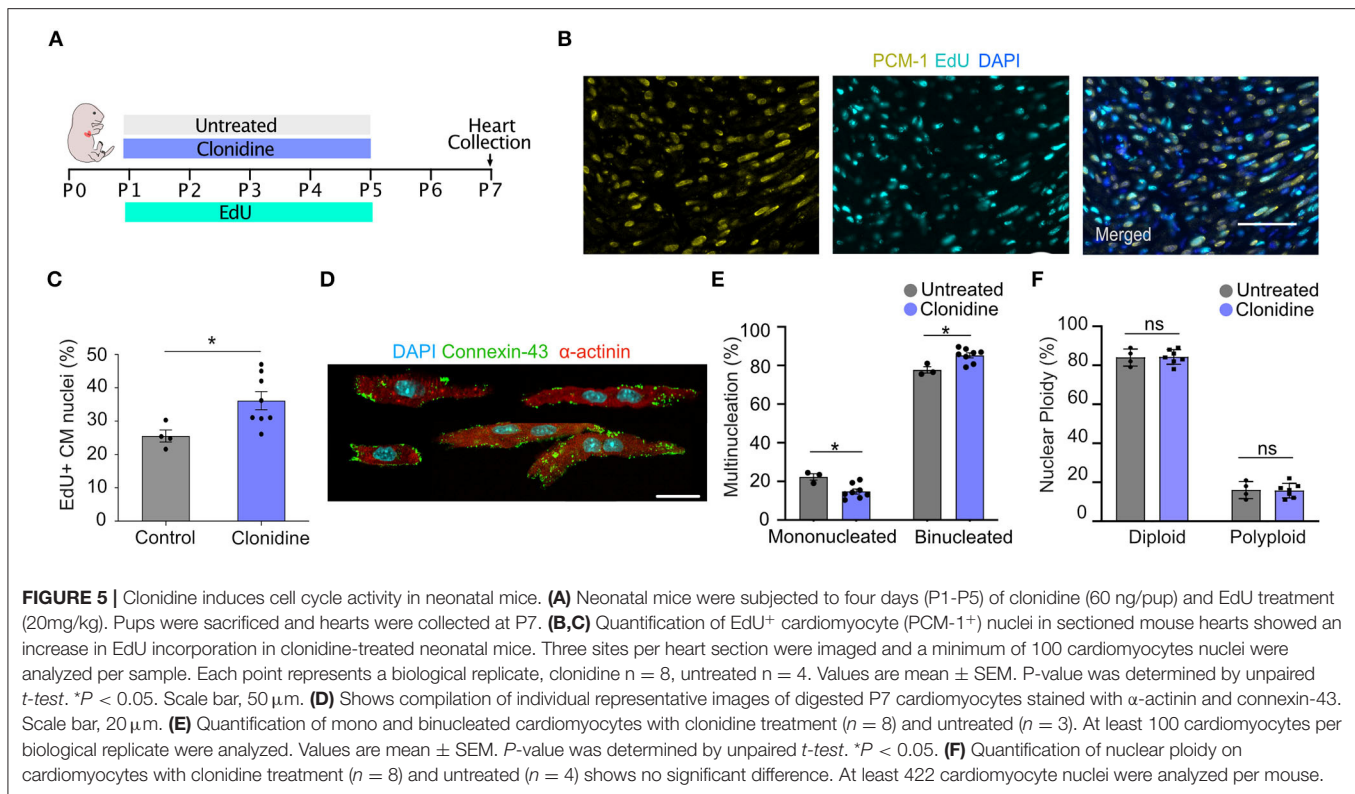 A
Untreated
Clonidine
Heart
Collection
P0 P1 P2 P3 P4 P5 P6 P7
EdU
B
PCM-1 EdU DAPI
Merged
C
*
EdU+ CM nuclei (%)
50
40
30
20
10
0
Control Clonidine
D
DAPI Connexin-43 α-actinin
E
Untreated
Clonidine
Multinucleation (%)
100
80
60
40
20
0
*
*
Mononucleated Binucleated
F
Untreated
Clonidine
Nuclear Ploidy (%)
100
80
60
40
20
0
ns
ns
Diploid Polyploid
FIGURE 5 | Clonidine induces cell cycle activity in neonatal mice. (A) Neonatal mice were subjected to four days (P1-P5) of clonidine (60 ng/pup) and EdU treatment
(20mg/kg). Pups were sacrificed and hearts were collected at P7. (B,C) Quantification of EdU⁺ cardiomyocyte (PCM-1⁺) nuclei in sectioned mouse hearts showed an
increase in EdU incorporation in clonidine-treated neonatal mice. Three sites per heart section were imaged and a minimum of 100 cardiomyocytes nuclei were
analyzed per sample. Each point represents a biological replicate, clonidine n = 8, untreated n = 4. Values are mean ± SEM. P-value was determined by unpaired
t-test. *P < 0.05. Scale bar, 50 μm. (D) Shows compilation of individual representative images of digested P7 cardiomyocytes stained with α-actinin and connexin-43.
Scale bar, 20 μm. (E) Quantification of mono and binucleated cardiomyocytes with clonidine treatment (n = 8) and untreated (n = 3). At least 100 cardiomyocytes per
biological replicate were analyzed. Values are mean ± SEM. P-value was determined by unpaired t-test. *P < 0.05. (F) Quantification of nuclear ploidy on
cardiomyocytes with clonidine treatment (n = 8) and untreated (n = 4) shows no significant difference. At least 422 cardiomyocyte nuclei were analyzed per mouse.